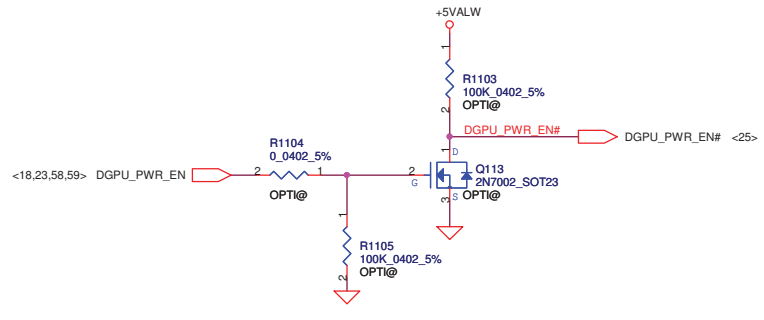 +5VALW
1
R1103
100K_0402_5%
OPTI@
2
DGPU_PWR_EN#
DGPU_PWR_EN# <25>
R1104
0_0402_5%
1 D
<18,23,58,59> DGPU_PWR_EN
2 1
2 G
Q113
2N7002_SOT23
OPTI@
OPTI@
3 S
1
R1105
100K_0402_5%
OPTI@
2